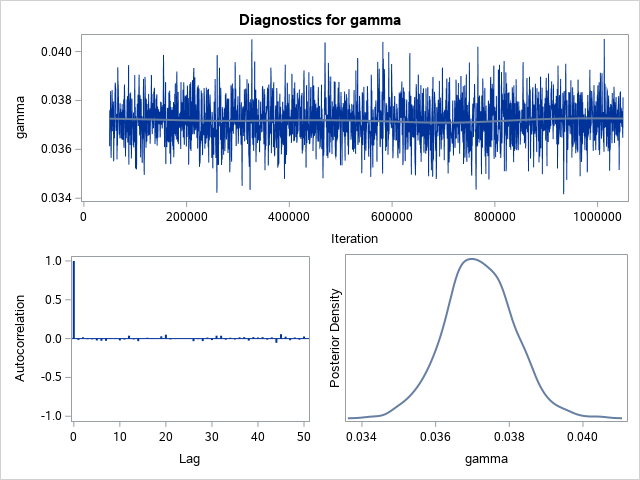 Diagnostics for gamma
gamma
0.040
0.038
0.036
0.034
0 200000 400000 600000 800000 1000000
Iteration
Autocorrelation
1.0
0.5
0.0
-0.5
-1.0
0 10 20 30 40 50
Lag
Posterior Density
0.034 0.036 0.038 0.040
gamma